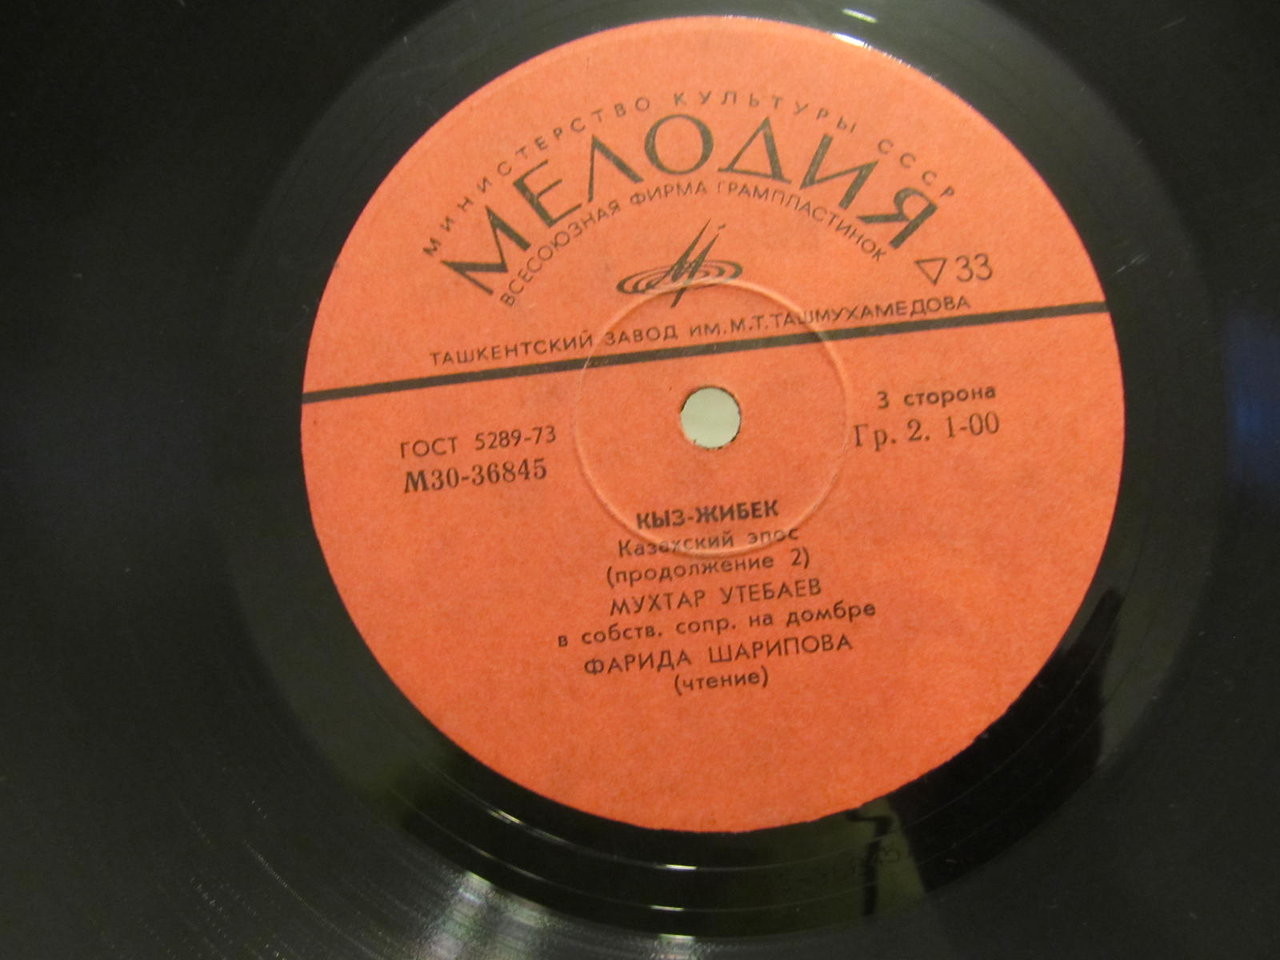 МИНИСТЕРСТВО КУЛЬТУРЫ СССР
МЕЛОДИЯ
ВСЕСОЮЗНАЯ ФИРМА ГРАМПЛАСТИНОК
▽33
ТАШКЕНТСКИЙ ЗАВОД ИМ. М.Т. ТАШМУХАМЕДОВА
ГОСТ 5289-73
М30-36845
3 сторона
Гр. 2. 1-00
КЫЗ-ЖИБЕК
Казахский эпос
(продолжение 2)
МУХТАР УТЕБАЕВ
в собств. сопр. на домбре
ФАРИДА ШАРИПОВА
(чтение)